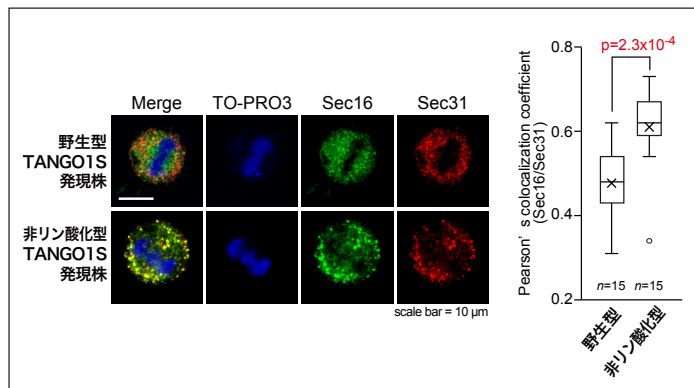 Merge TO-PRO3 Sec16 Sec31
野生型
TANGO1S
発現株
非リン酸化型
TANGO1S
発現株
scale bar = 10 μm
Pearson’s colocalization coefficient
(Sec16/Sec31)
p=2.3x10⁻⁴
0.8
0.6
0.4
0.2
n=15 n=15
野生型
非リン酸化型